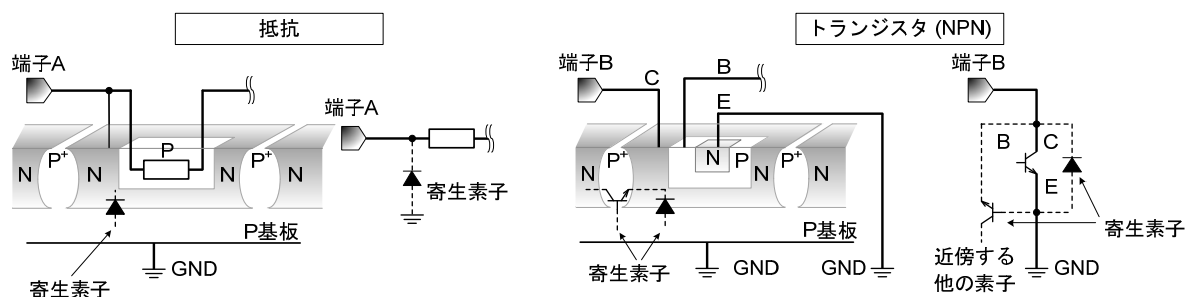 抵抗
トランジスタ (NPN)
端子A
端子A
N
P+
N
P
N
P+
N
寄生素子
P基板
GND
寄生素子
端子B
C
B
E
N
P+
N
N
P
P+
N
N
P基板
寄生素子
GND
GND
端子B
B
C
E
寄生素子
近傍する
他の素子
GND